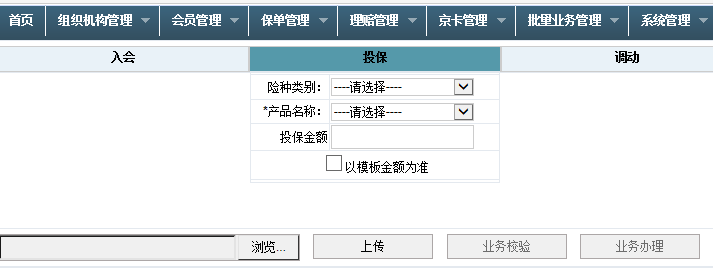 首页 组织机构管理 会员管理 保单管理 理赔管理 京卡管理 批量业务管理 系统管理
入会 投保 调动
险种类别： ----请选择----
*产品名称： ----请选择----
投保金额
以模板金额为准
浏览... 上传 业务校验 业务办理